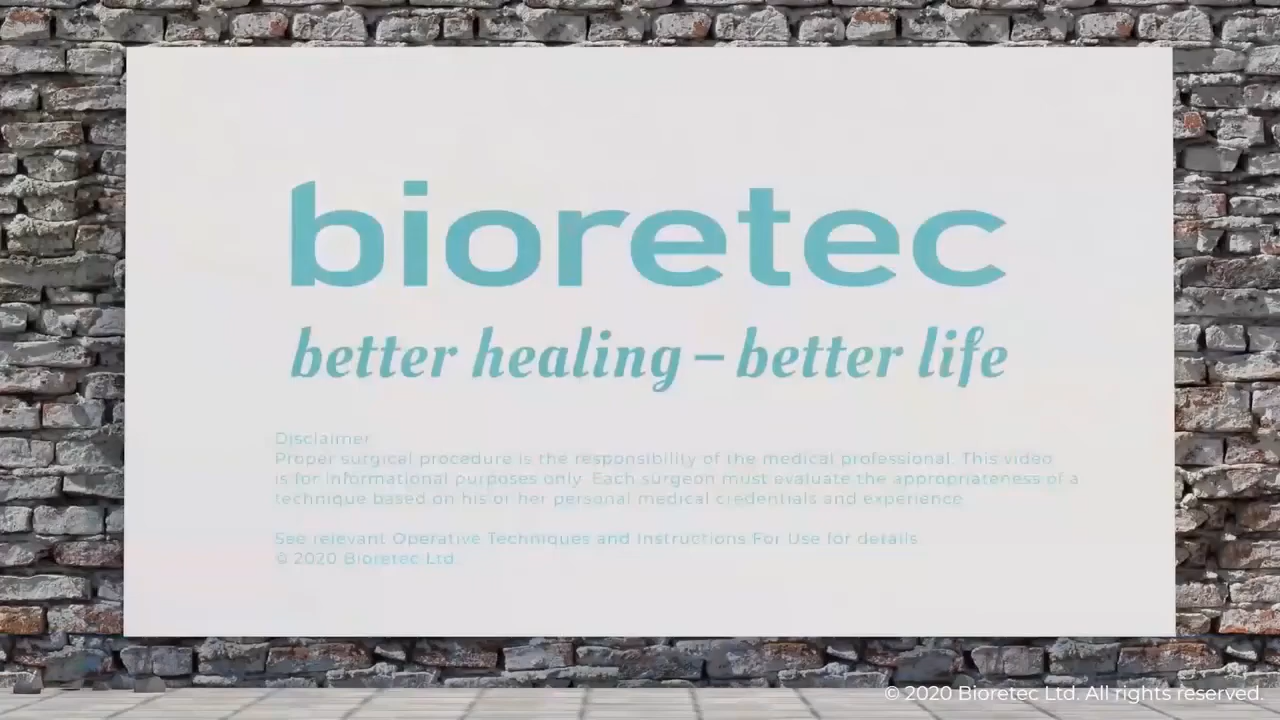 bioretec
better healing – better life
Disclaimer
Proper surgical procedure is the responsibility of the medical professional. This video
is for informational purposes only. Each surgeon must evaluate the appropriateness of a
technique based on his or her personal medical credentials and experience.
See relevant Operative Techniques and Instructions For Use for details.
© 2020 Bioretec Ltd.
© 2020 Bioretec Ltd. All rights reserved.